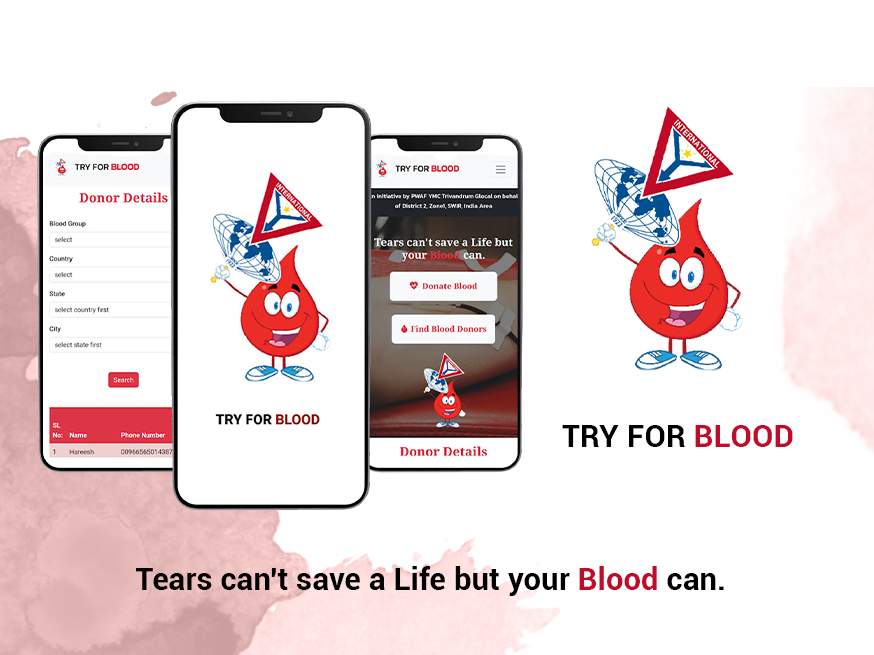 TRY FOR BLOOD
Donor Details
Blood Group
select
Country
select
State
select country first
City
select state first
Search
SL
No: Name Phone Number
1 Hareesh 00966565014387
INTERNATIONAL
1922
TRY FOR BLOOD
TRY FOR BLOOD
n initiative by PWAF YMC Trivandrum Glocal on behal
of District 2, Zone1, SWIR, India Area
Tears can't save a Life but
your Blood can.
Donate Blood
Find Blood Donors
Donor Details
INTERNATIONAL
1922
TRY FOR BLOOD
Tears can't save a Life but your Blood can.